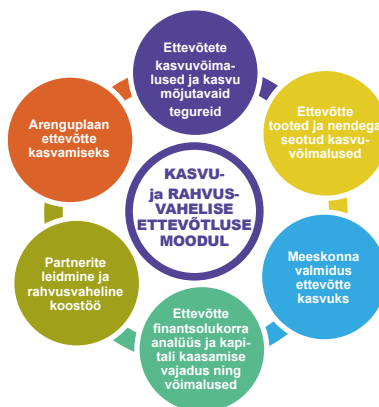 Ettevõtete
kasvuvõima-
lused ja kasvu
mõjutavaid
tegureid
Ettevõtte
tooted ja nendega
seotud kasvu-
võimalused
Meeskonna
valmidus
ettevõtte
kasvuks
Ettevõtte
finantsolukorra
analüüs ja kapi-
tali kaasamise
vajadus ning
võimalused
Partnerite
leidmine ja
rahvusvaheline
koostöö
Arenguplaan
ettevõtte
kasvamiseks
KASVU-
ja RAHVUS-
VAHELISE
ETTEVÕTLUSE
MOODUL